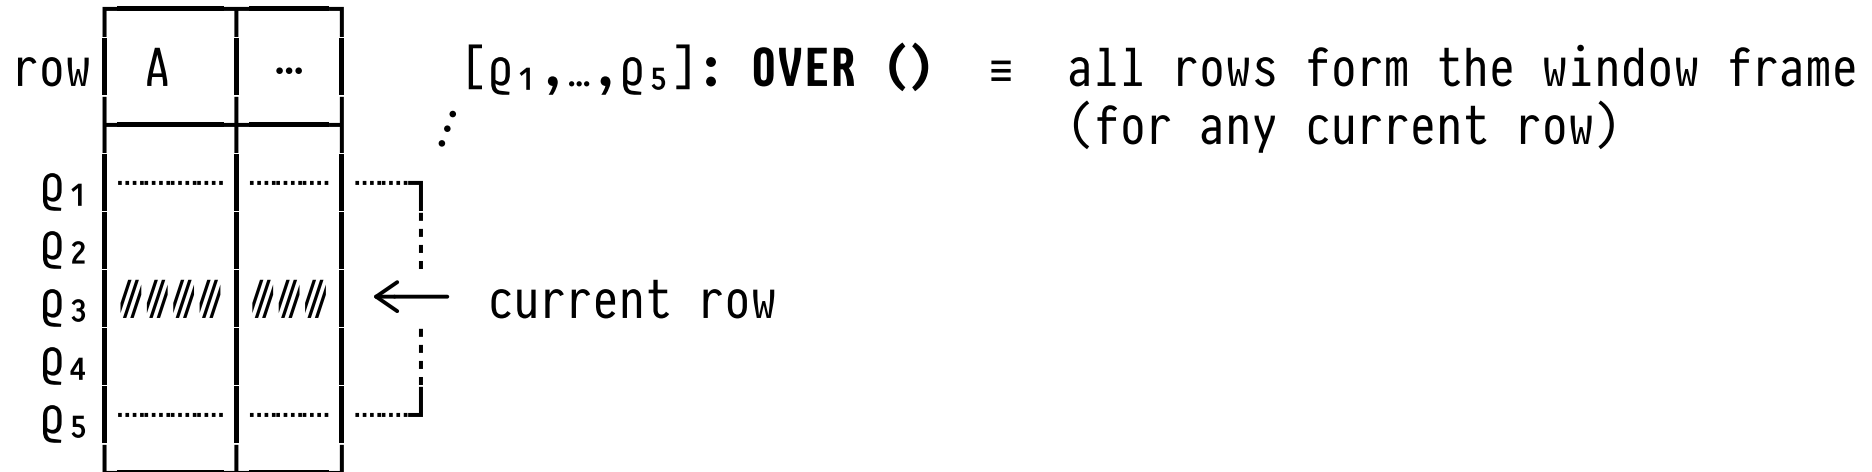 row A … [ϱ₁,…,ϱ₅]: OVER () ≡ all rows form the window frame
(for any current row)
ϱ₁
ϱ₂
ϱ₃ current row
ϱ₄
ϱ₅